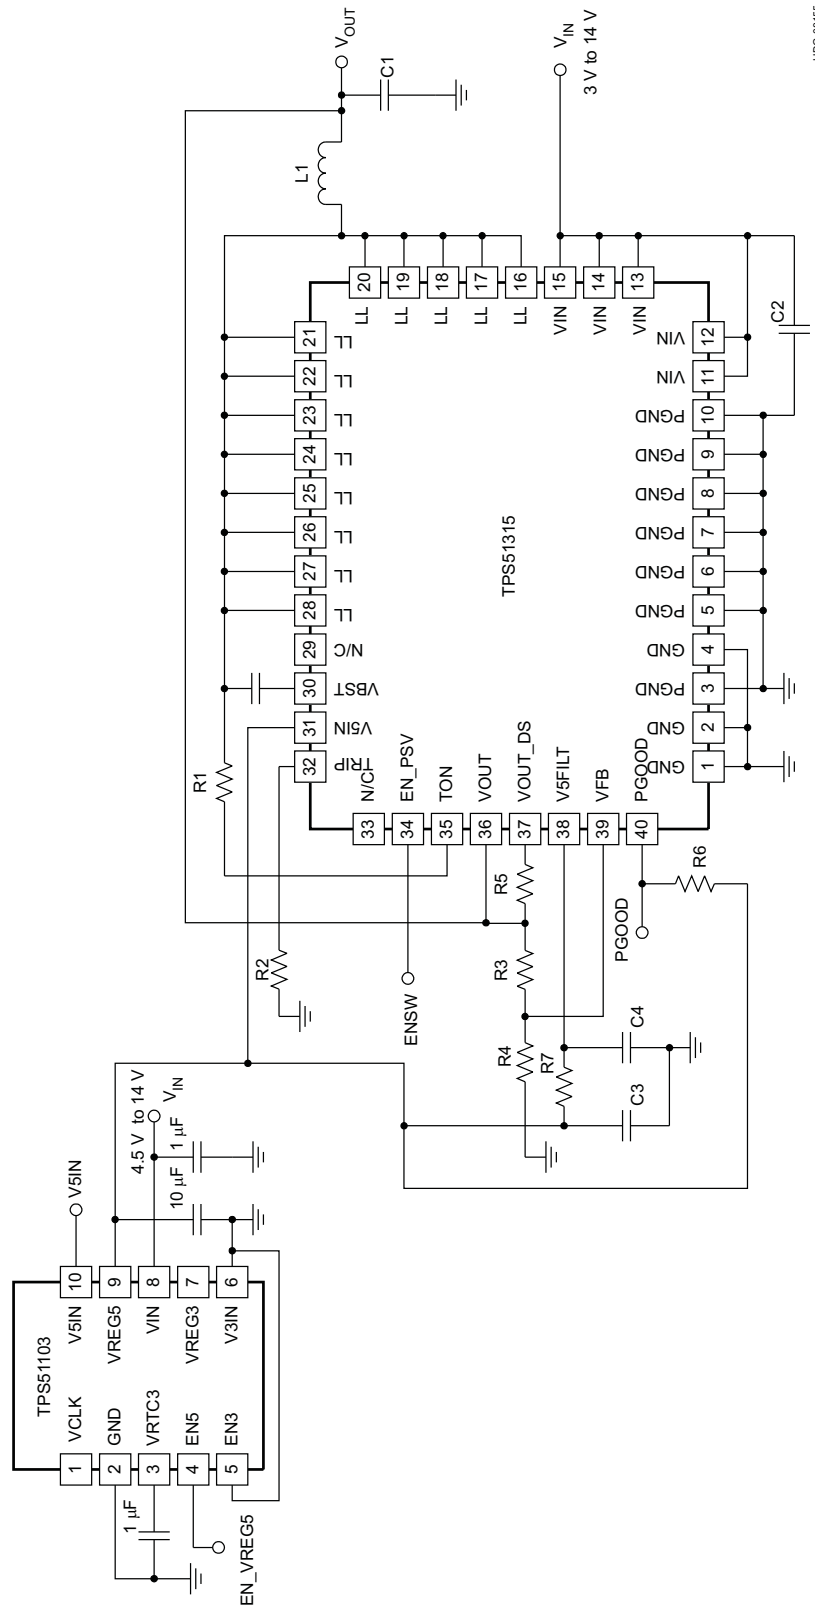 TPS51103
1
VCLK
2
GND
3
VRTC3
4
EN5
5
EN3
10
V5IN
9
VREG5
8
VIN
7
VREG3
6
V3IN
1 µF
EN_VREG5
V5IN
4.5 V to 14 V
VIN
10 µF
1 µF
TPS51315
R1
R2
ENSW
R3
R4
R5
R7
C3
C4
PGOOD
R6
33
N/C
34
EN_PSV
35
TON
36
VOUT
37
VOUT_DS
38
V5FILT
39
VFB
40
PGOOD
32
TRIP
31
V5IN
30
VBST
29
N/C
28
LL
27
LL
26
LL
25
LL
24
LL
23
LL
22
LL
21
LL
1
GND
2
GND
3
PGND
4
GND
5
PGND
6
PGND
7
PGND
8
PGND
9
PGND
10
PGND
11
VIN
12
VIN
20
LL
19
LL
18
LL
17
LL
16
LL
15
VIN
14
VIN
13
VIN
L1
VOUT
C1
VIN
3 V to 14 V
C2